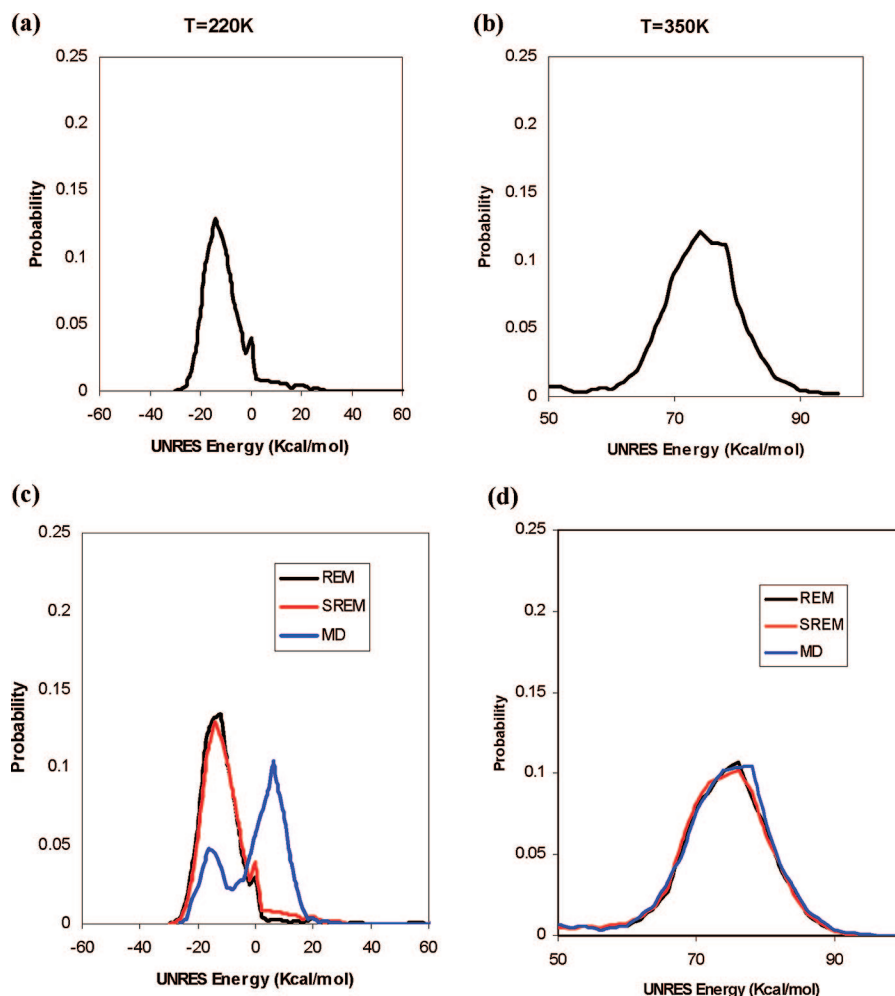 (a)
T=220K
0.25
0.2
0.15
0.1
0.05
0
Probability
-60 -40 -20 0 20 40 60
UNRES Energy (Kcal/mol)
(b)
T=350K
0.25
0.2
0.15
0.1
0.05
0
Probability
50 70 90
UNRES Energy (Kcal/mol)
(c)
0.25
0.2
0.15
0.1
0.05
0
Probability
REM
SREM
MD
-60 -40 -20 0 20 40 60
UNRES Energy (Kcal/mol)
(d)
0.25
0.2
0.15
0.1
0.05
0
Probability
REM
SREM
MD
50 70 90
UNRES Energy (Kcal/mol)